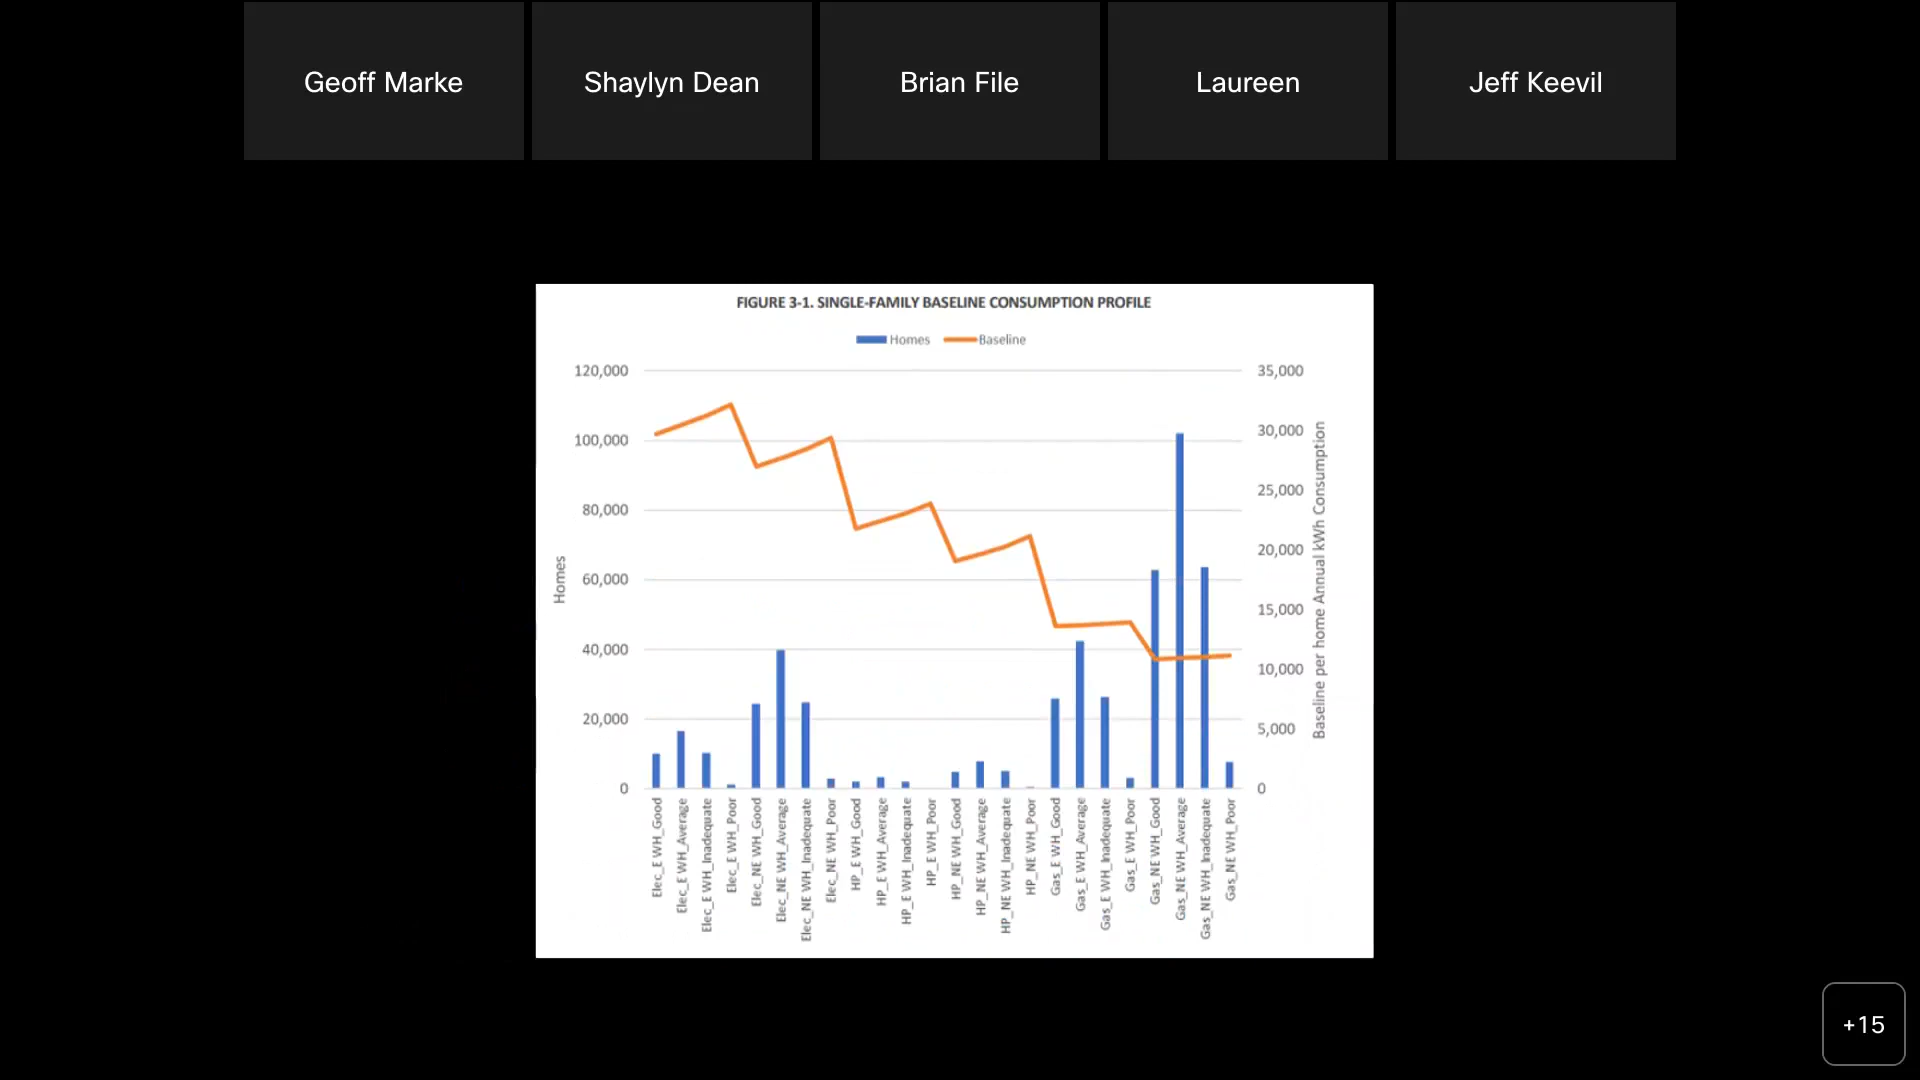 Geoff Marke
Shaylyn Dean
Brian File
Laureen
Jeff Keevil
FIGURE 3-1. SINGLE-FAMILY BASELINE CONSUMPTION PROFILE
Homes
Baseline
120,000
100,000
80,000
60,000
40,000
20,000
0
Homes
35,000
30,000
25,000
20,000
15,000
10,000
5,000
0
Baseline per home Annual kWh Consumption
Elec_E WH_Good
Elec_E WH_Average
Elec_E WH_Inadequate
Elec_E WH_Poor
Elec_NE WH_Good
Elec_NE WH_Average
Elec_NE WH_Inadequate
Elec_NE WH_Poor
HP_E WH_Good
HP_E WH_Average
HP_E WH_Inadequate
HP_E WH_Poor
HP_NE WH_Good
HP_NE WH_Average
HP_NE WH_Inadequate
HP_NE WH_Poor
Gas_E WH_Good
Gas_E WH_Average
Gas_E WH_Inadequate
Gas_E WH_Poor
Gas_NE WH_Good
Gas_NE WH_Average
Gas_NE WH_Inadequate
Gas_NE WH_Poor
+15